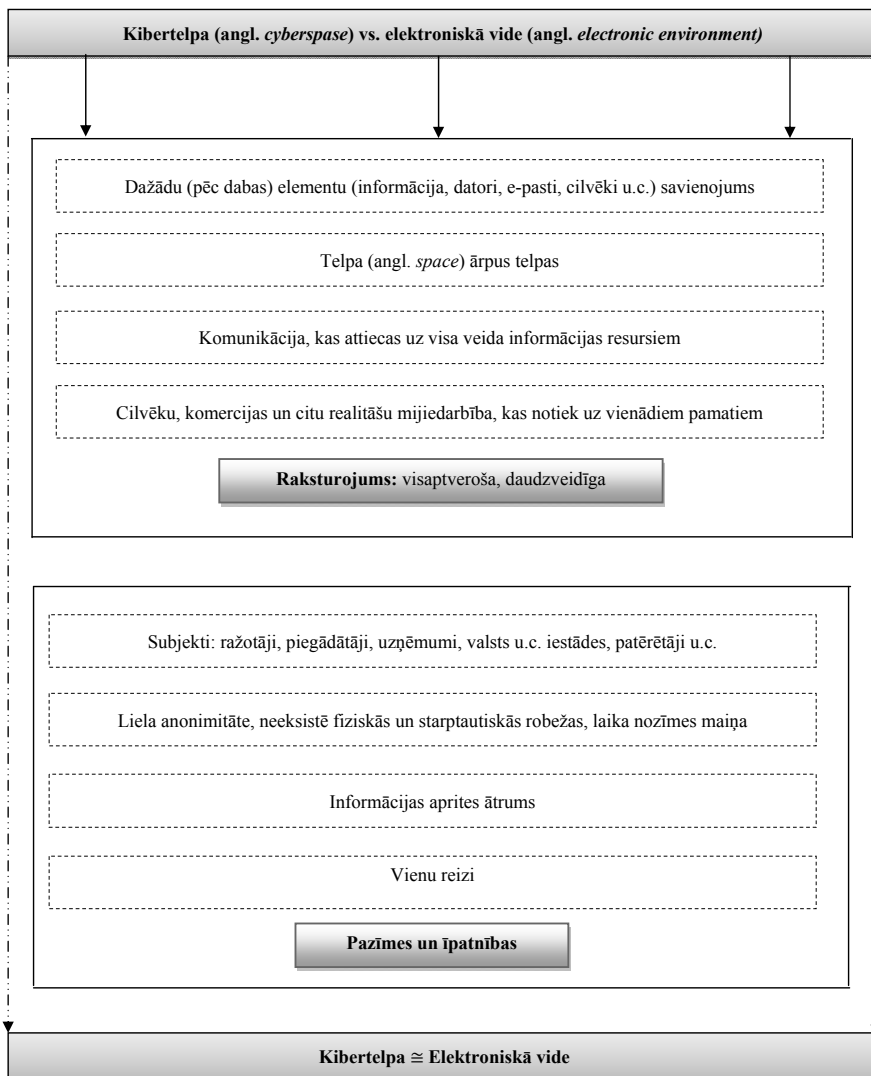 Kibertelpa (angl. cyberspase) vs. elektroniskā vide (angl. electronic environment)
Dažādu (pēc dabas) elementu (informācija, datori, e-pasti, cilvēki u.c.) savienojums
Telpa (angl. space) ārpus telpas
Komunikācija, kas attiecas uz visa veida informācijas resursiem
Cilvēku, komercijas un citu realitāšu mijiedarbība, kas notiek uz vienādiem pamatiem
Raksturojums: visaptveroša, daudzveidīga
Subjekti: ražotāji, piegādātāji, uzņēmumi, valsts u.c. iestādes, patērētāji u.c.
Liela anonimitāte, neeksistē fiziskās un starptautiskās robežas, laika nozīmes maiņa
Informācijas aprites ātrums
Vienu reizi
Pazīmes un īpatnības
Kibertelpa ≅ Elektroniskā vide